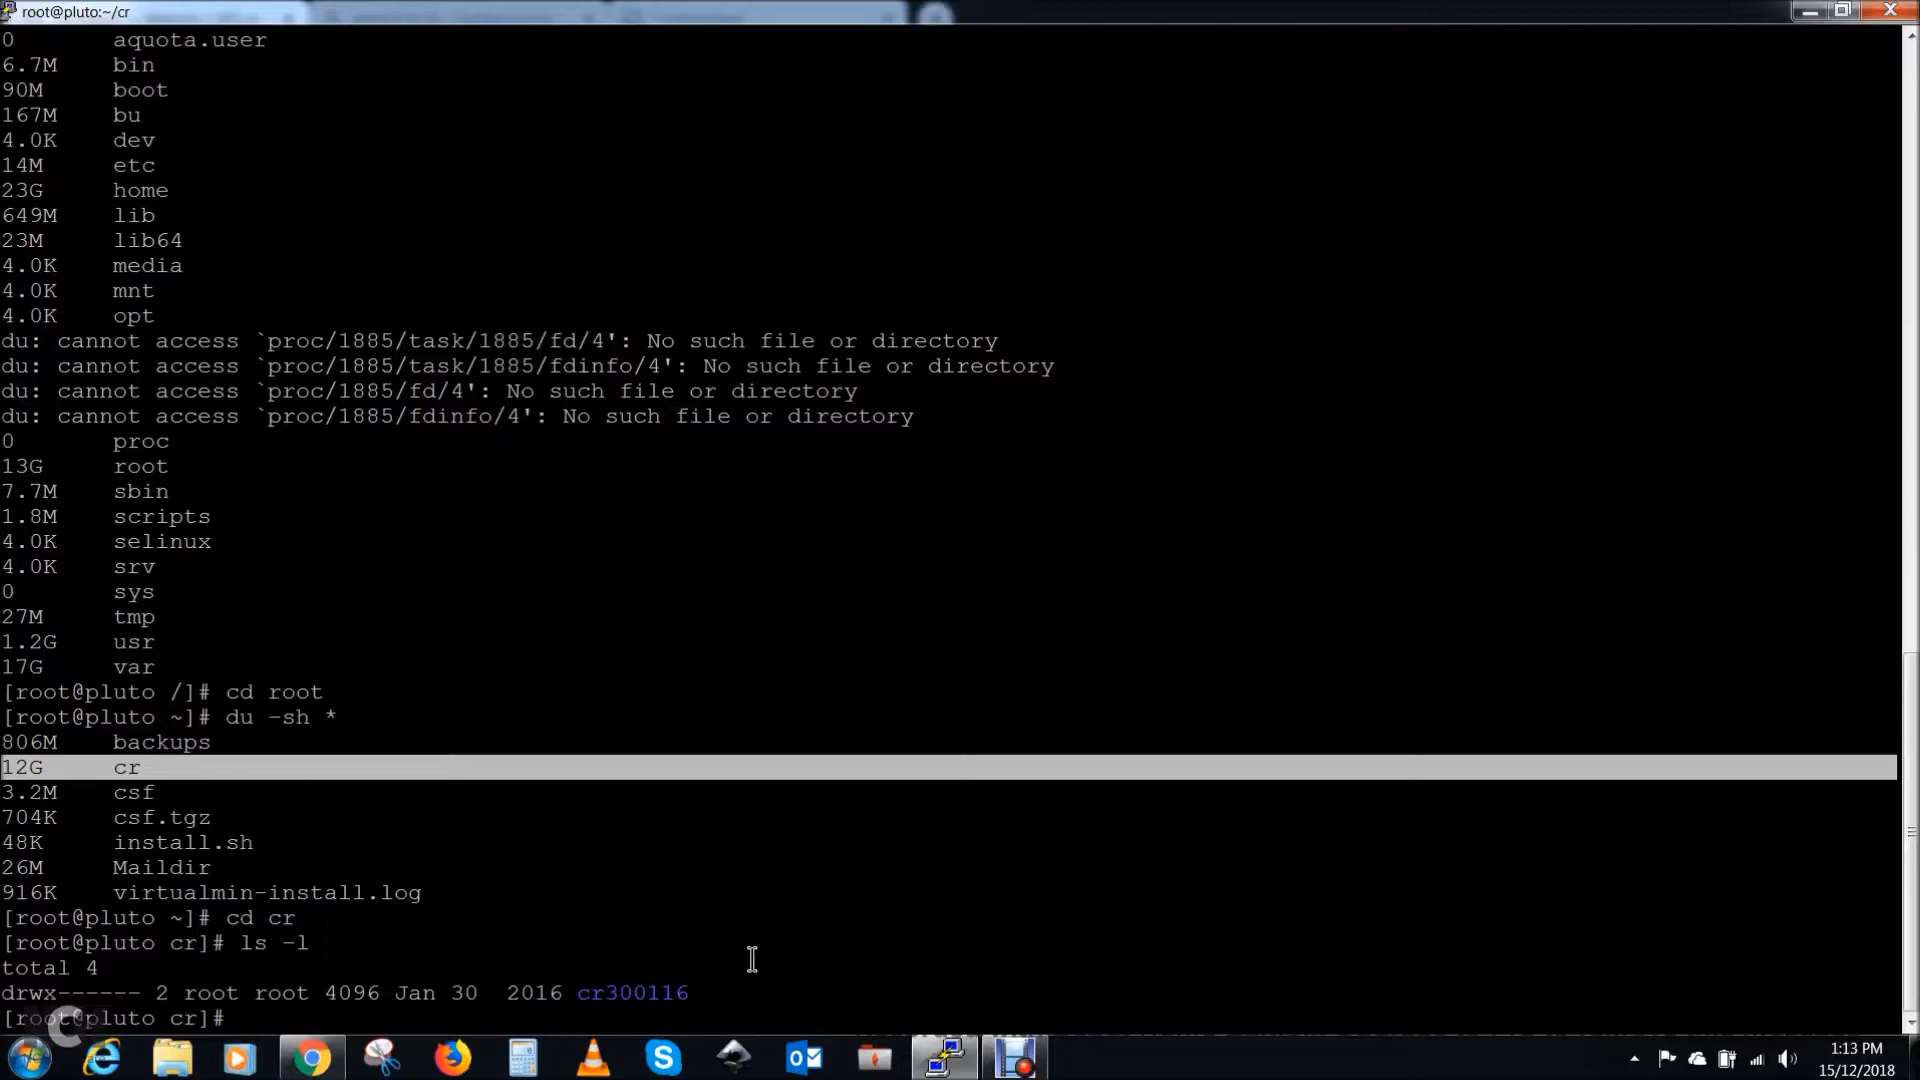 root@pluto:~/cr
0 aquota.user
6.7M bin
90M boot
167M bu
4.0K dev
14M etc
23G home
649M lib
23M lib64
4.0K media
4.0K mnt
4.0K opt
du: cannot access `proc/1885/task/1885/fd/4': No such file or directory
du: cannot access `proc/1885/task/1885/fdinfo/4': No such file or directory
du: cannot access `proc/1885/fd/4': No such file or directory
du: cannot access `proc/1885/fdinfo/4': No such file or directory
0 proc
13G root
7.7M sbin
1.8M scripts
4.0K selinux
4.0K srv
0 sys
27M tmp
1.2G usr
17G var
[root@pluto /]# cd root
[root@pluto ~]# du -sh *
806M backups
12G cr
3.2M csf
704K csf.tgz
48K install.sh
26M Maildir
916K virtualmin-install.log
[root@pluto ~]# cd cr
[root@pluto cr]# ls -l
total 4
drwx------ 2 root root 4096 Jan 30 2016 cr300116
[root@pluto cr]#
1:13 PM
15/12/2018